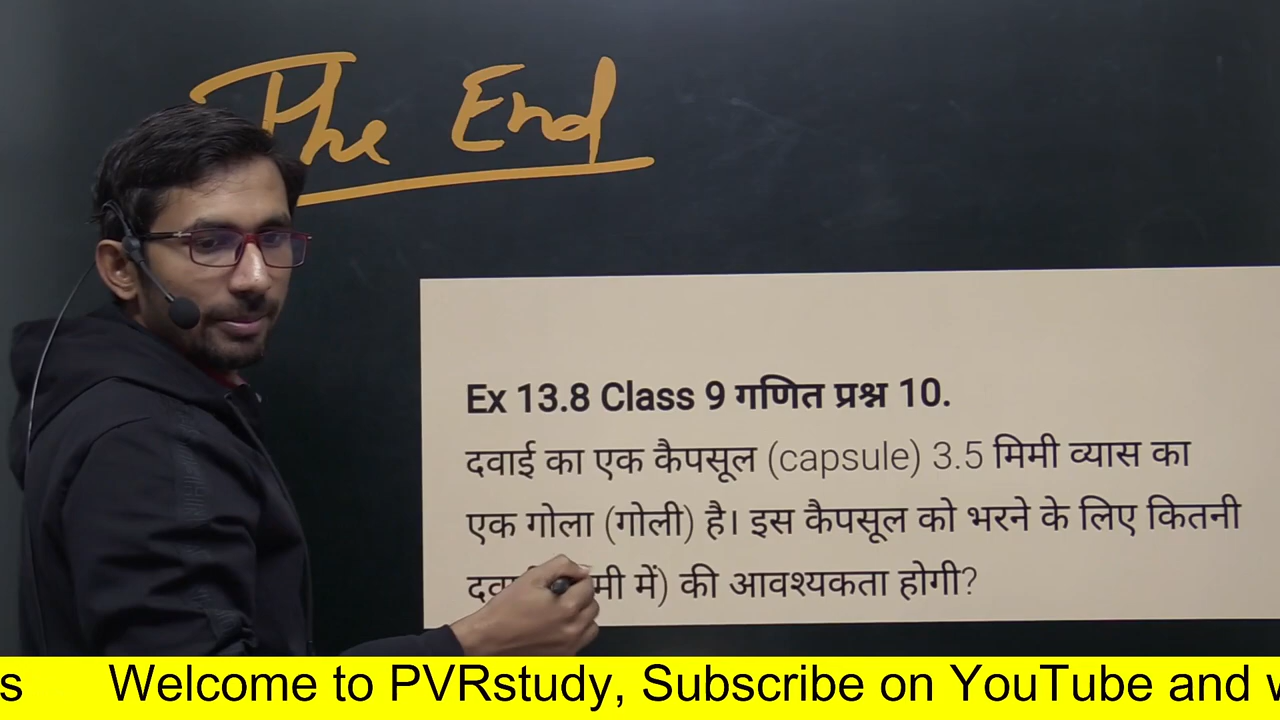 The End
Ex 13.8 Class 9 गणित प्रश्न 10.
दवाई का एक कैपसूल (capsule) 3.5 मिमी व्यास का
एक गोला (गोली) है। इस कैपसूल को भरने के लिए कितनी
में) की आवश्यकता होगी?
s Welcome to PVRstudy, Subscribe on YouTube and